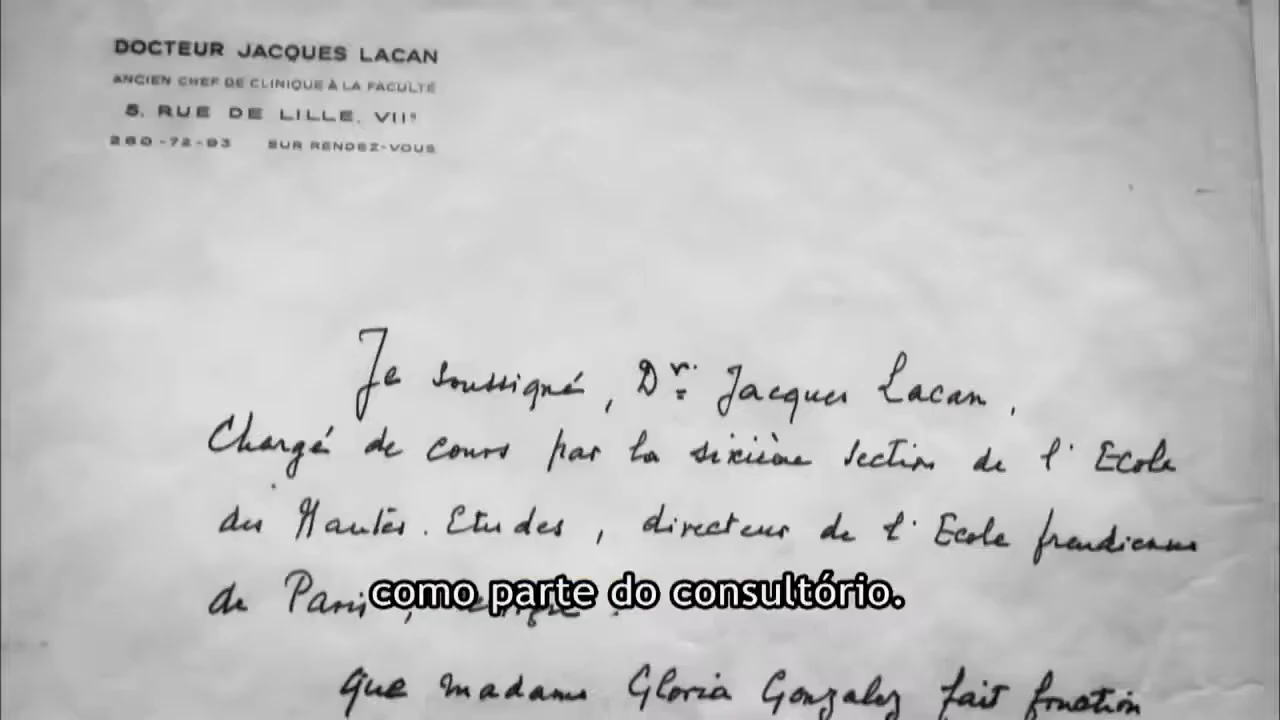 DOCTEUR JACQUES LACAN
ANCIEN CHEF DE CLINIQUE À LA FACULTÉ
5, RUE DE LILLE, VIIᵉ
260-72-93 SUR RENDEZ-VOUS
Je soussigné, Dr. Jacques Lacan,
Chargé de cours par la sixième section de l'Ecole
des Hautes Etudes, directeur de l'Ecole freudienne
de Paris,
como parte do consultório.
que madame Gloria Gonzalez fait fonction